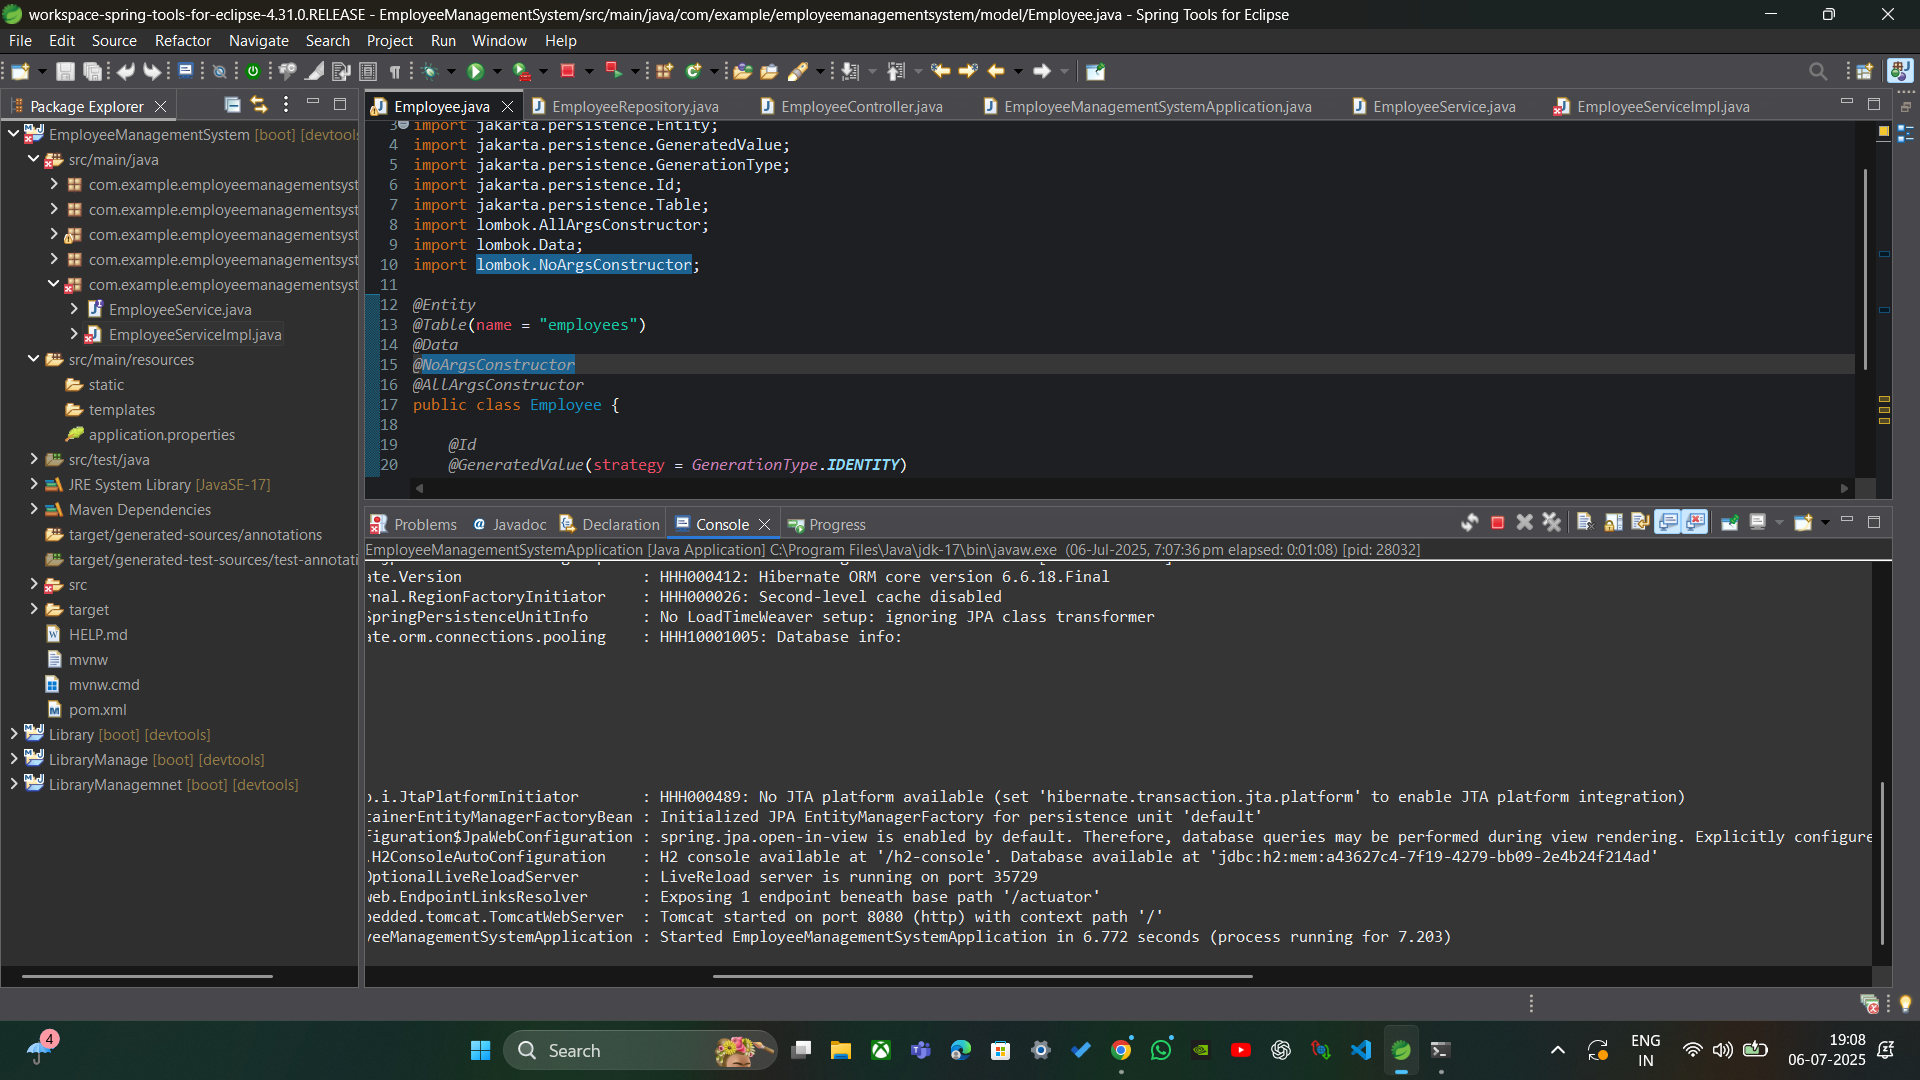 workspace-spring-tools-for-eclipse-4.31.0.RELEASE - EmployeeManagementSystem/src/main/java/com/example/employeemanagementsystem/model/Employee.java - Spring Tools for Eclipse
File Edit Source Refactor Navigate Search Project Run Window Help
Package Explorer
EmployeeManagementSystem [boot] [devtools
src/main/java
com.example.employeemanagementsyst
com.example.employeemanagementsyst
com.example.employeemanagementsyst
com.example.employeemanagementsyst
com.example.employeemanagementsyst
EmployeeService.java
EmployeeServiceImpl.java
src/main/resources
static
templates
application.properties
src/test/java
JRE System Library [JavaSE-17]
Maven Dependencies
target/generated-sources/annotations
target/generated-test-sources/test-annotati
src
target
HELP.md
mvnw
mvnw.cmd
pom.xml
Library [boot] [devtools]
LibraryManage [boot] [devtools]
LibraryManagemnet [boot] [devtools]
Employee.java EmployeeRepository.java EmployeeController.java EmployeeManagementSystemApplication.java EmployeeService.java EmployeeServiceImpl.java
3 import jakarta.persistence.Entity;
4 import jakarta.persistence.GeneratedValue;
5 import jakarta.persistence.GenerationType;
6 import jakarta.persistence.Id;
7 import jakarta.persistence.Table;
8 import lombok.AllArgsConstructor;
9 import lombok.Data;
10 import lombok.NoArgsConstructor;
11
12 @Entity
13 @Table(name = "employees")
14 @Data
15 @NoArgsConstructor
16 @AllArgsConstructor
17 public class Employee {
18
19 @Id
20 @GeneratedValue(strategy = GenerationType.IDENTITY)
Problems Javadoc Declaration Console Progress
EmployeeManagementSystemApplication [Java Application] C:\Program Files\Java\jdk-17\bin\javaw.exe (06-Jul-2025, 7:07:36 pm elapsed: 0:01:08) [pid: 28032]
ate.Version : HHH000412: Hibernate ORM core version 6.6.18.Final
rnal.RegionFactoryInitiator : HHH000026: Second-level cache disabled
SpringPersistenceUnitInfo : No LoadTimeWeaver setup: ignoring JPA class transformer
ate.orm.connections.pooling : HHH10001005: Database info:
p.i.JtaPlatformInitiator : HHH000489: No JTA platform available (set 'hibernate.transaction.jta.platform' to enable JTA platform integration)
tainerEntityManagerFactoryBean : Initialized JPA EntityManagerFactory for persistence unit 'default'
figuration$JpaWebConfiguration : spring.jpa.open-in-view is enabled by default. Therefore, database queries may be performed during view rendering. Explicitly configure
.H2ConsoleAutoConfiguration : H2 console available at '/h2-console'. Database available at 'jdbc:h2:mem:a43627c4-7f19-4279-bb09-2e4b24f214ad'
OptionalLiveReloadServer : LiveReload server is running on port 35729
web.EndpointLinksResolver : Exposing 1 endpoint beneath base path '/actuator'
bedded.tomcat.TomcatWebServer : Tomcat started on port 8080 (http) with context path '/'
yeeManagementSystemApplication : Started EmployeeManagementSystemApplication in 6.772 seconds (process running for 7.203)
4
Search
ENG
IN
19:08
06-07-2025